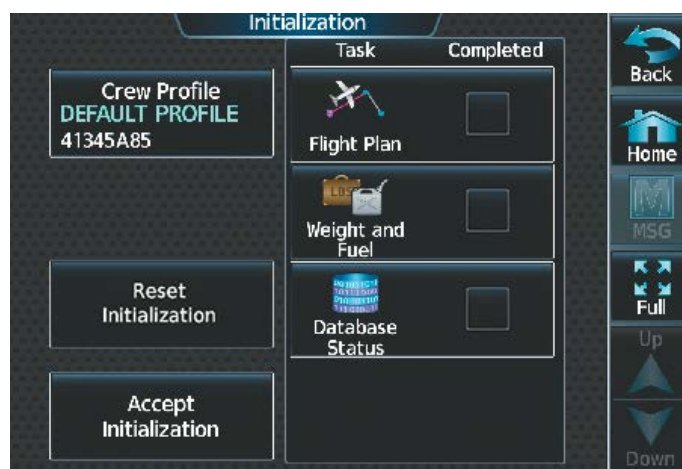 Initialization
Task
Completed
Crew Profile
DEFAULT PROFILE
41345A85
Flight Plan
Weight and
Fuel
Database
Status
Reset
Initialization
Accept
Initialization
Back
Home
MSG
Full
Up
Down